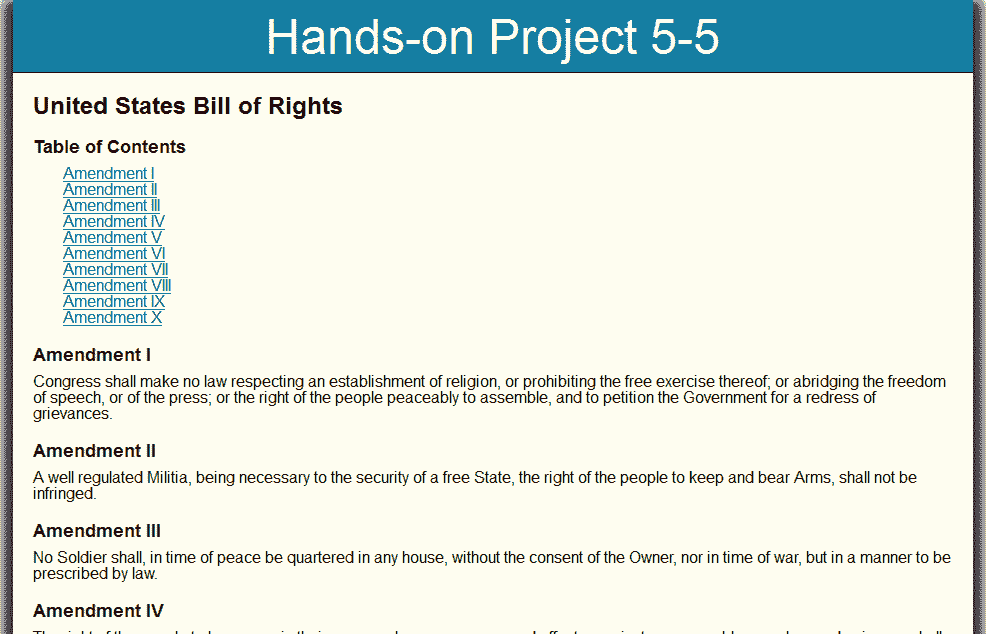 Hands-on Project 5-5
United States Bill of Rights
Table of Contents
Amendment I
Amendment II
Amendment III
Amendment IV
Amendment V
Amendment VI
Amendment VII
Amendment VIII
Amendment IX
Amendment X
Amendment I
Congress shall make no law respecting an establishment of religion, or prohibiting the free exercise thereof; or abridging the freedom
of speech, or of the press; or the right of the people peaceably to assemble, and to petition the Government for a redress of
grievances.
Amendment II
A well regulated Militia, being necessary to the security of a free State, the right of the people to keep and bear Arms, shall not be
infringed.
Amendment III
No Soldier shall, in time of peace be quartered in any house, without the consent of the Owner, nor in time of war, but in a manner to be
prescribed by law.
Amendment IV